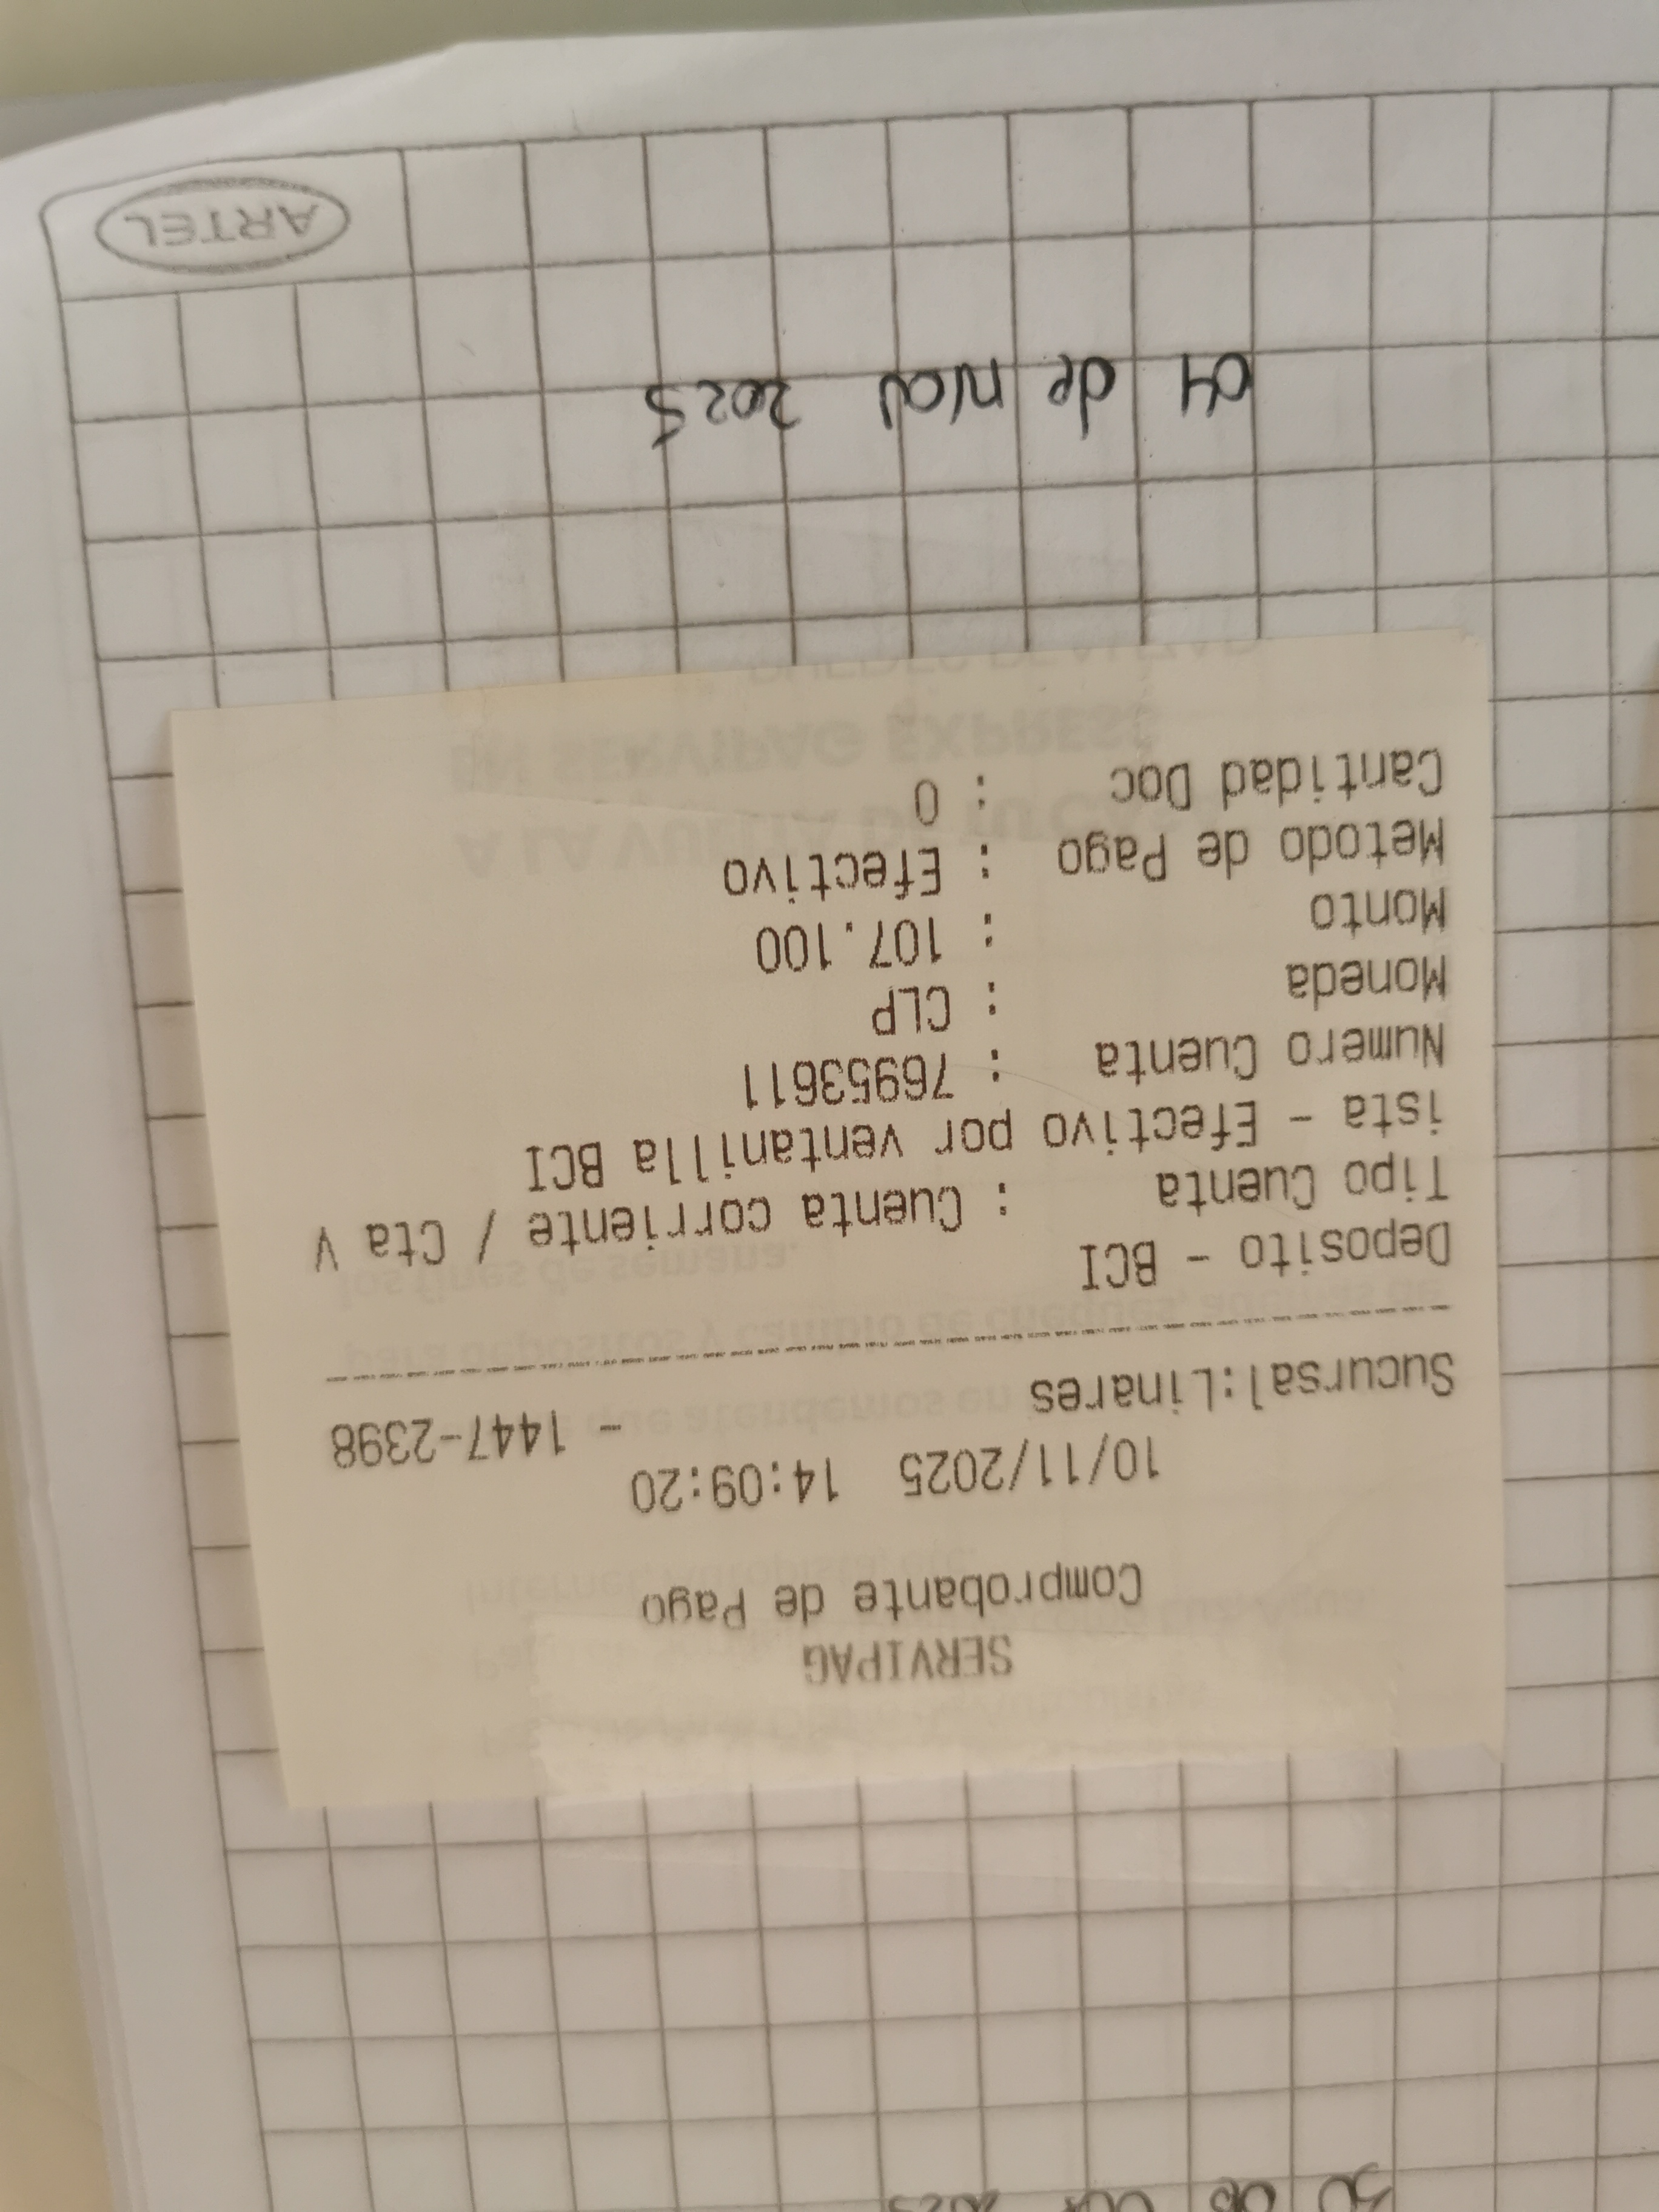 SERVIPAG
Comprobante de Pago
10/11/2025 14:09:20
Sucursal:Linares - 1447-2398
Deposito - BCI
Tipo Cuenta : Cuenta corriente / Cta V
ista - Efectivo por ventanilla BCI
Numero Cuenta : 76953611
Moneda : CLP
Monto : 107.100
Metodo de Pago : Efectivo
Cantidad Doc : 0
04 de nov 2025
ARTEL